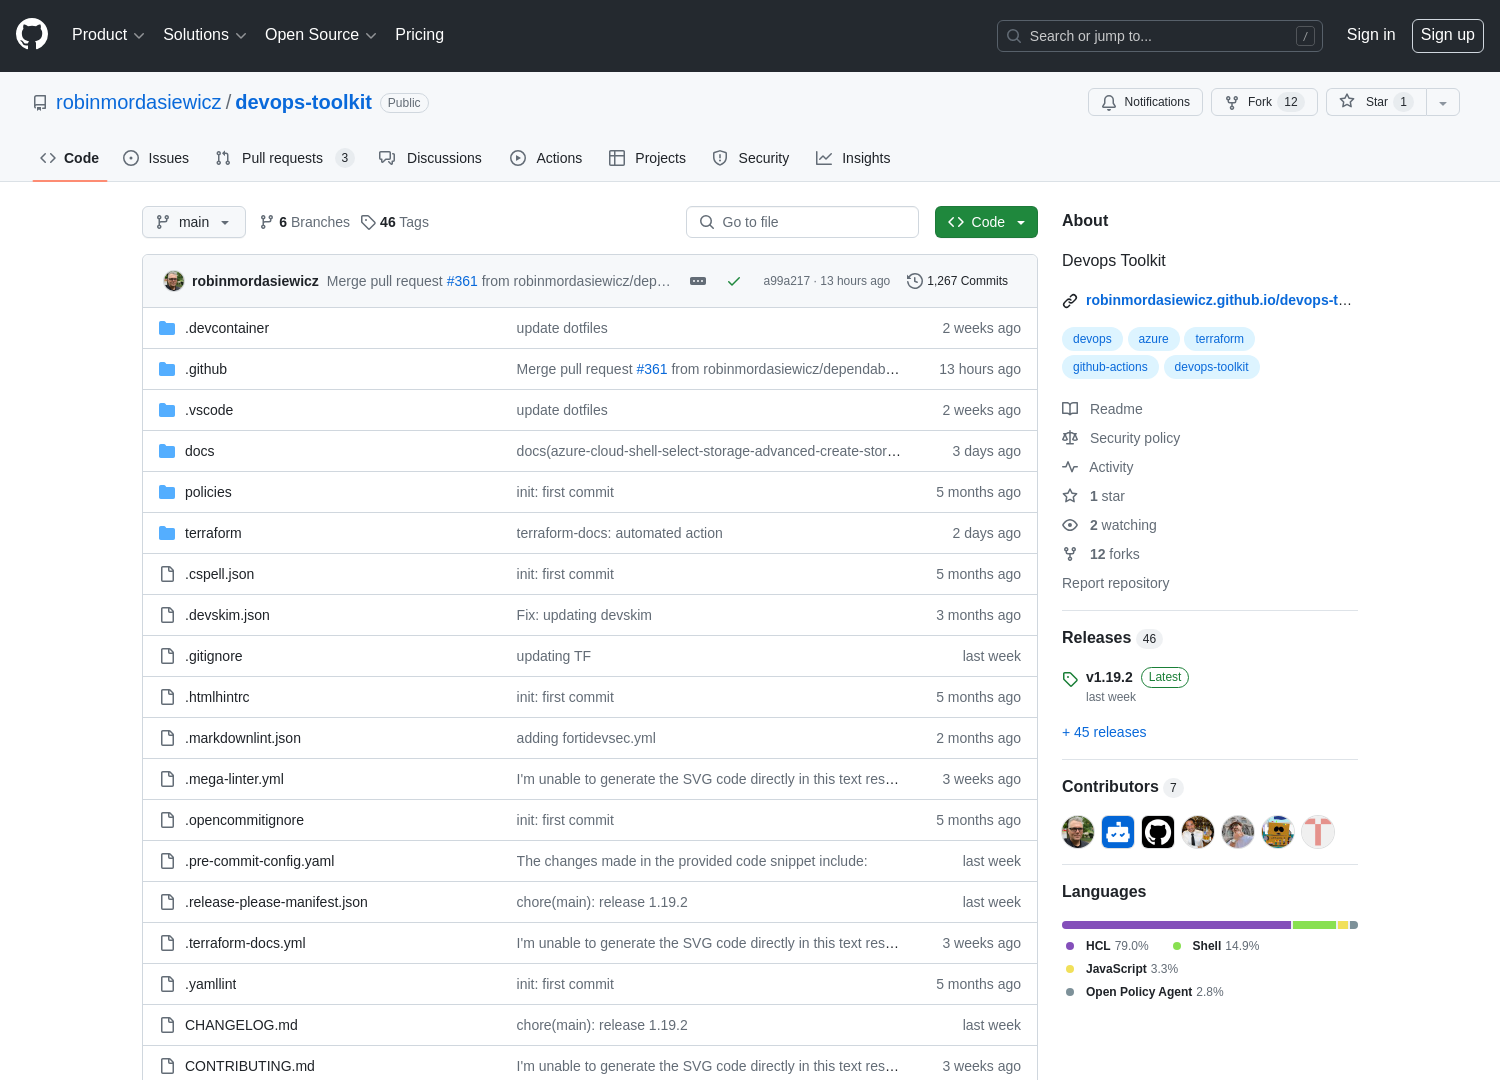 Product Solutions Open Source Pricing Search or jump to... / Sign in Sign up
robinmordasiewicz / devops-toolkit Public Notifications Fork 12 Star 1
Code Issues Pull requests 3 Discussions Actions Projects Security Insights
main 6 Branches 46 Tags Go to file Code
robinmordasiewicz Merge pull request #361 from robinmordasiewicz/dep… a99a217 · 13 hours ago 1,267 Commits
.devcontainer update dotfiles 2 weeks ago
.github Merge pull request #361 from robinmordasiewicz/dependab… 13 hours ago
.vscode update dotfiles 2 weeks ago
docs docs(azure-cloud-shell-select-storage-advanced-create-stor… 3 days ago
policies init: first commit 5 months ago
terraform terraform-docs: automated action 2 days ago
.cspell.json init: first commit 5 months ago
.devskim.json Fix: updating devskim 3 months ago
.gitignore updating TF last week
.htmlhintrc init: first commit 5 months ago
.markdownlint.json adding fortidevsec.yml 2 months ago
.mega-linter.yml I'm unable to generate the SVG code directly in this text res… 3 weeks ago
.opencommitignore init: first commit 5 months ago
.pre-commit-config.yaml The changes made in the provided code snippet include: last week
.release-please-manifest.json chore(main): release 1.19.2 last week
.terraform-docs.yml I'm unable to generate the SVG code directly in this text res… 3 weeks ago
.yamllint init: first commit 5 months ago
CHANGELOG.md chore(main): release 1.19.2 last week
CONTRIBUTING.md I'm unable to generate the SVG code directly in this text res… 3 weeks ago
About
Devops Toolkit
robinmordasiewicz.github.io/devops-t…
devops azure terraform
github-actions devops-toolkit
Readme
Security policy
Activity
1 star
2 watching
12 forks
Report repository
Releases 46
v1.19.2 Latest
last week
+ 45 releases
Contributors 7
Languages
HCL 79.0% Shell 14.9%
JavaScript 3.3%
Open Policy Agent 2.8%